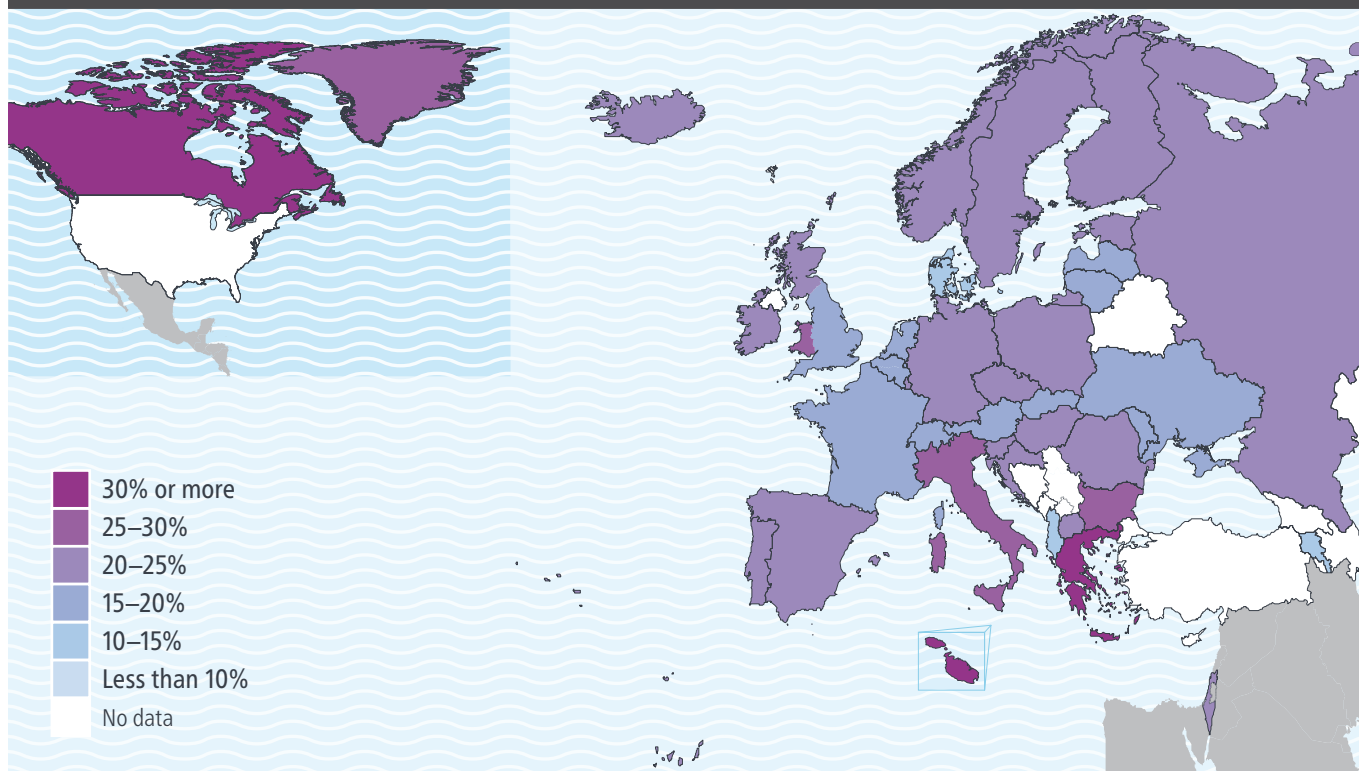 30% or more
25–30%
20–25%
15–20%
10–15%
Less than 10%
No data